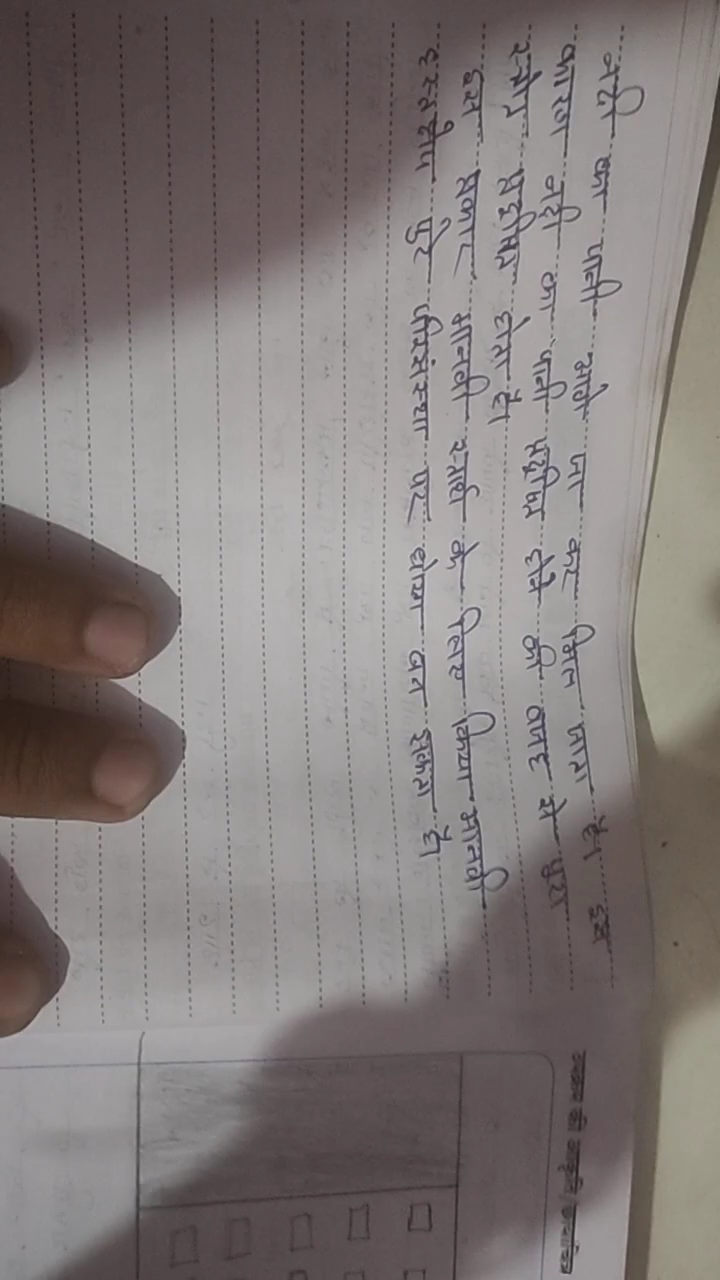 नदी का पानी आगे जा कर मिल जाता है। इस
कारण नदी का पानी प्रदूषित होने की वजह से पुरा
स्त्रोत प्रदूषित होता है।
इस प्रकार मानवी स्वार्थ के लिए किया मानवी
हस्तक्षेप पुरे परिसंस्था पर धोखा बन सकता है।